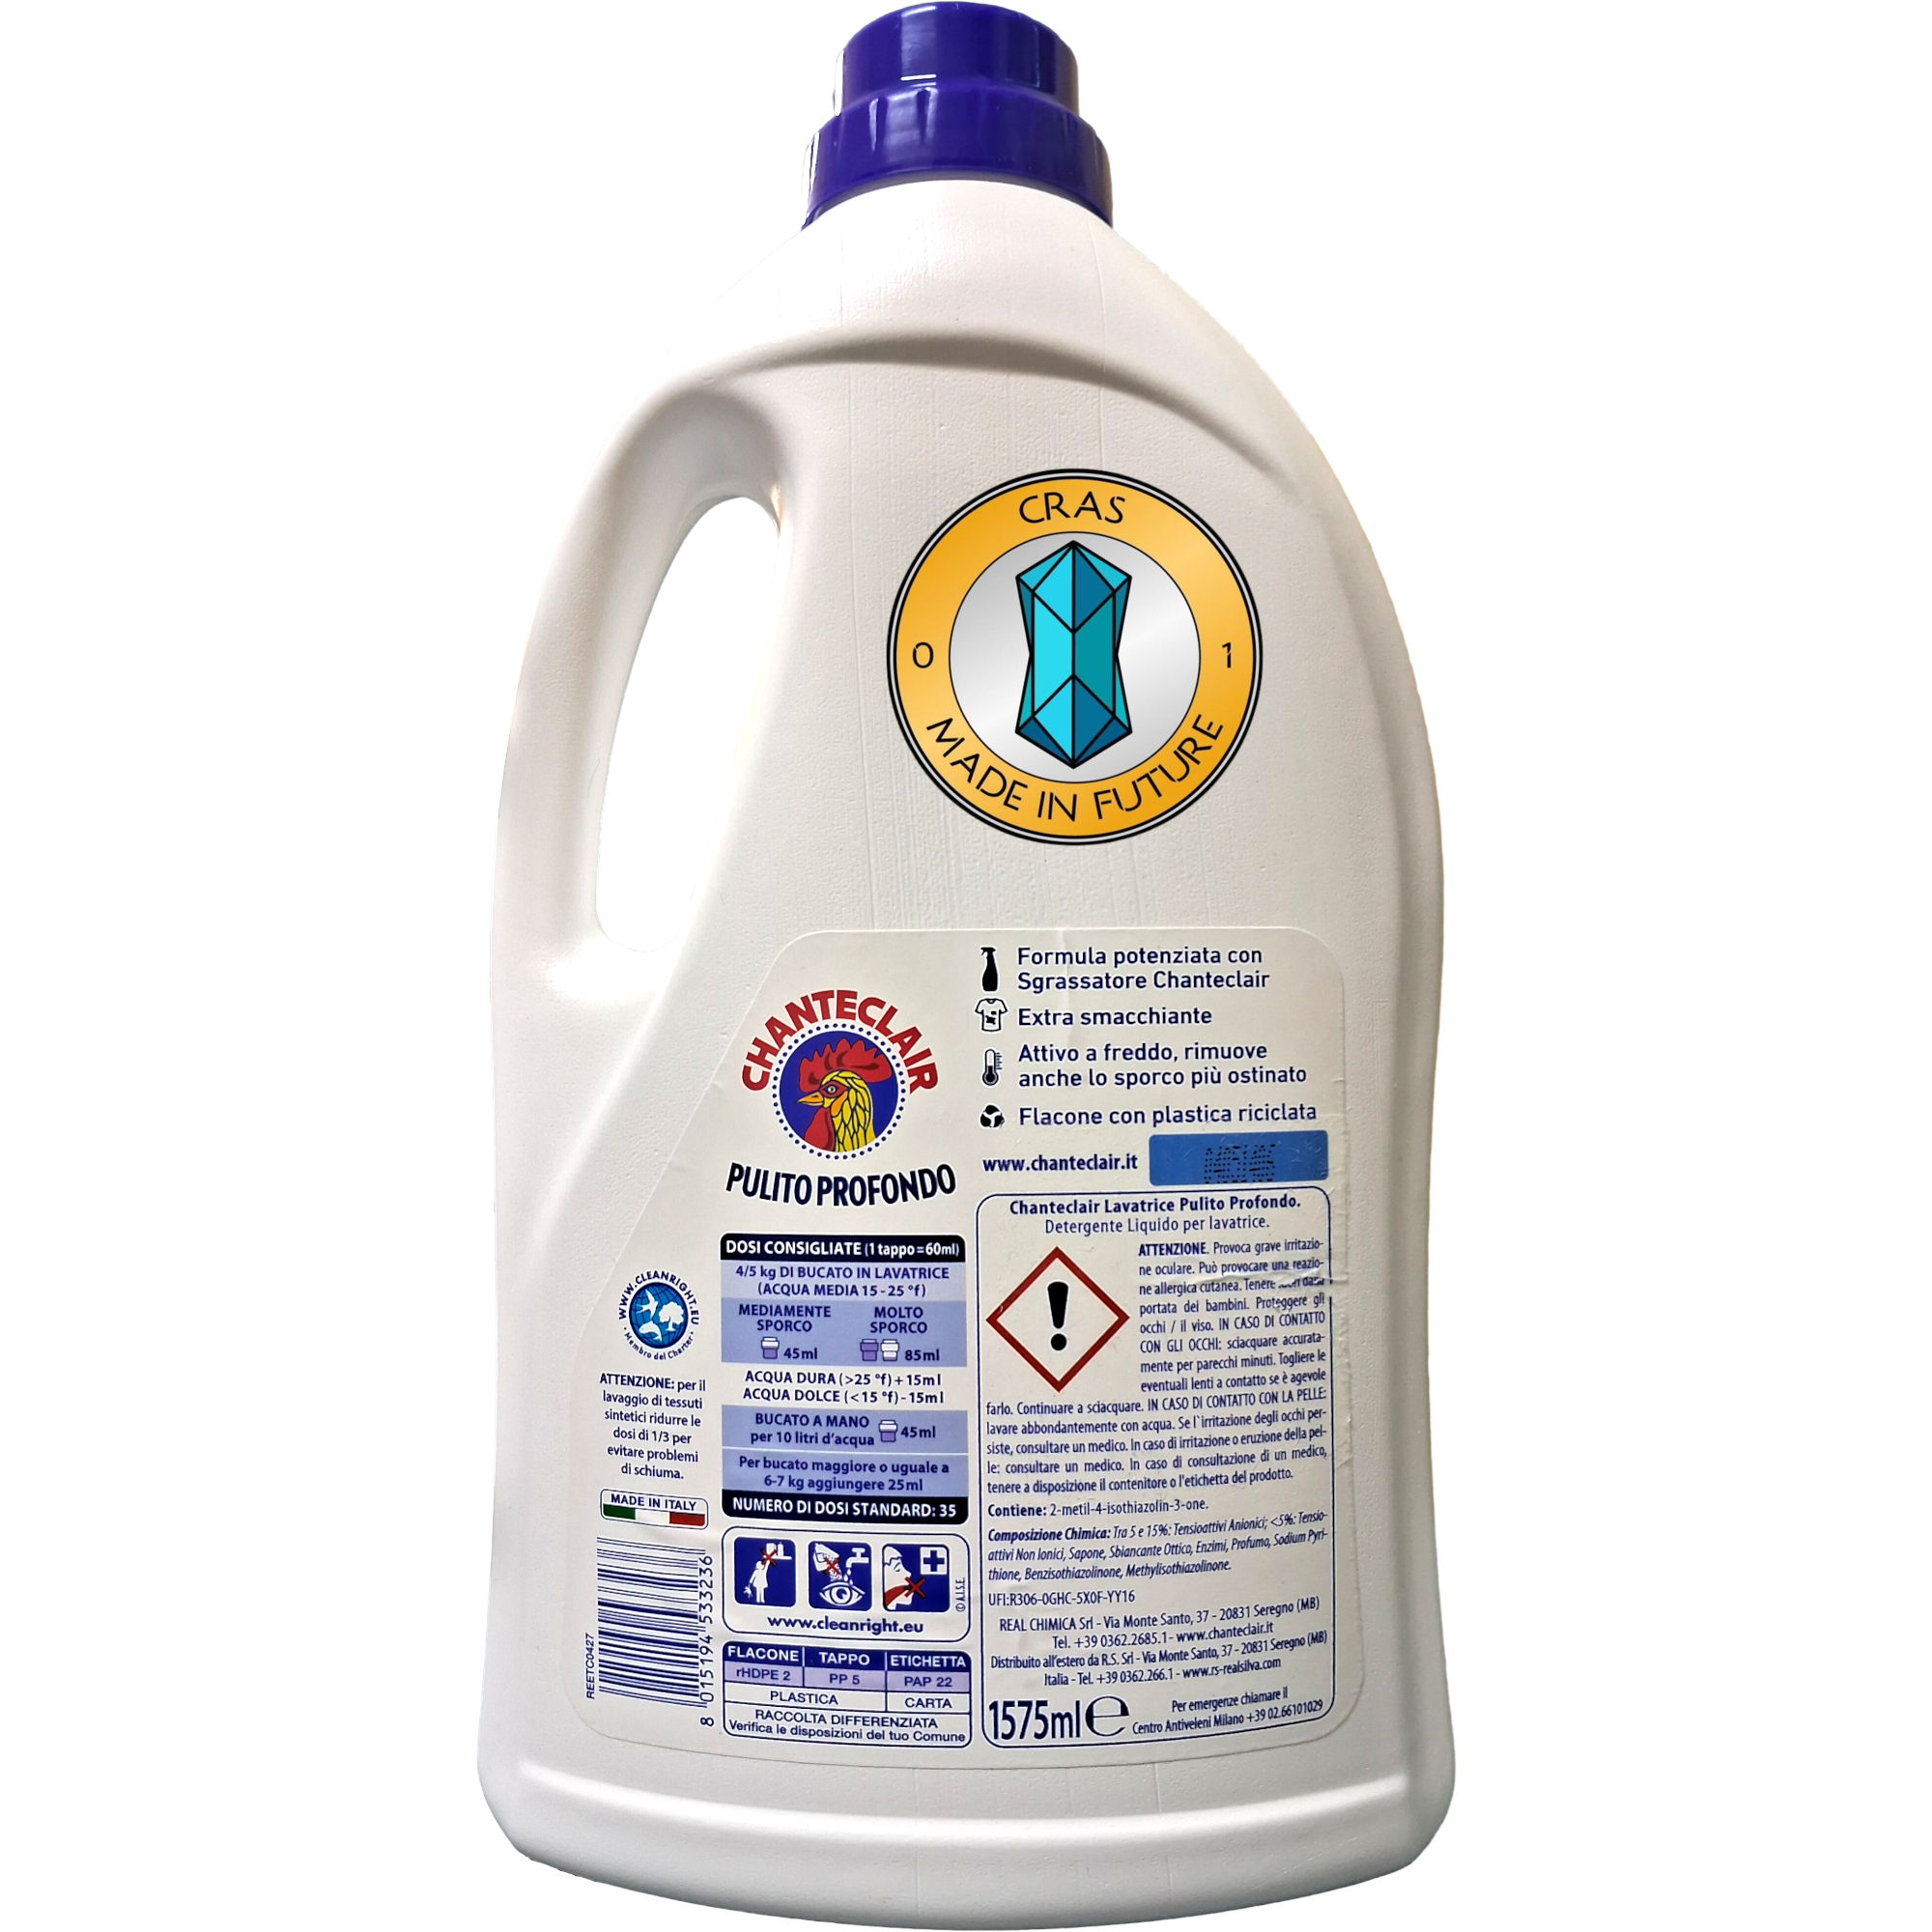 CRAS
0 1
MADE IN FUTURE
Formula potenziata con
Sgrassatore Chanteclair
Extra smacchiante
Attivo a freddo, rimuove
anche lo sporco più ostinato
Flacone con plastica riciclata
www.chanteclair.it
CHANTECLAIR
PULITO PROFONDO
DOSI CONSIGLIATE (1 tappo=60ml)
4/5 kg DI BUCATO IN LAVATRICE
(ACQUA MEDIA 15-25 °f)
MEDIAMENTE
SPORCO
45ml
MOLTO
SPORCO
85ml
ACQUA DURA (>25 °f)+15ml
ACQUA DOLCE (<15 °f)-15ml
BUCATO A MANO
per 10 litri d'acqua
45ml
Per bucato maggiore o uguale a
6-7 kg aggiungere 25ml
NUMERO DI DOSI STANDARD: 35
WWW.CLEANRIGHT.EU
Membro del Charter
ATTENZIONE: per il
lavaggio di tessuti
sintetici ridurre le
dosi di 1/3 per
evitare problemi
di schiuma.
MADE IN ITALY
REETC0427
8 015194 533236
© A.I.S.E.
www.cleanright.eu
FLACONE TAPPO ETICHETTA
rHDPE 2 PP 5 PAP 22
PLASTICA CARTA
RACCOLTA DIFFERENZIATA
Verifica le disposizioni del tuo Comune
Chanteclair Lavatrice Pulito Profondo.
Detergente Liquido per lavatrice.
ATTENZIONE. Provoca grave irritazio-
ne oculare. Può provocare una reazio-
ne allergica cutanea. Tenere dalla
portata dei bambini. Proteggere gli
occhi / il viso. IN CASO DI CONTATTO
CON GLI OCCHI: sciacquare accurata-
mente per parecchi minuti. Togliere le
eventuali lenti a contatto se è agevole
farlo. Continuare a sciacquare. IN CASO DI CONTATTO CON LA PELLE:
lavare abbondantemente con acqua. Se l`irritazione degli occhi per-
siste, consultare un medico. In caso di irritazione o eruzione della pel-
le: consultare un medico. In caso di consultazione di un medico,
tenere a disposizione il contenitore o l'etichetta del prodotto.
Contiene: 2-metil-4-isothiazolin-3-one.
Composizione Chimica: Tra 5 e 15%: Tensioattivi Anionici; <5%: Tensio-
attivi Non Ionici, Sapone, Sbiancante Ottico, Enzimi, Profumo, Sodium Pyri-
thione, Benzisothiazolinone, Methylisothiazolinone.
UFI:R306-0GHC-5X0F-YY16
REAL CHIMICA Srl - Via Monte Santo, 37 - 20831 Seregno (MB)
Tel. +39 0362.2685.1- www.chanteclair.it
Distribuito all'estero da R.S. Srl - Via Monte Santo, 37 - 20831 Seregno (MB)
Italia - Tel. +39 0362.266.1 - www.rs-realsilva.com
1575ml e
Per emergenze chiamare il
Centro Antiveleni Milano +39 02.66101029